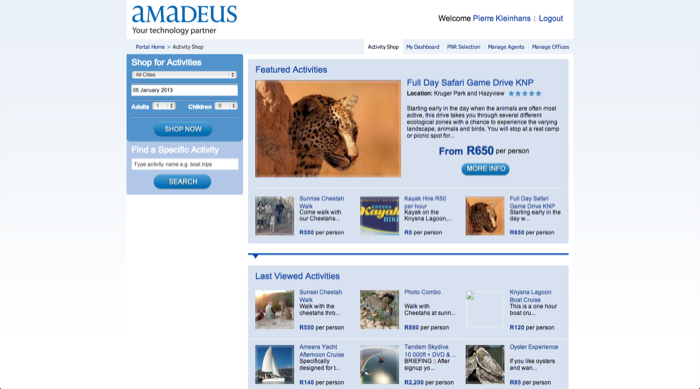 amaDEUS
Your technology partner
Welcome Pierre Kleinhans | Logout
Portal Home > Activity Shop
Activity Shop
My Dashboard
PNR Selection
Manage Agents
Manage Offices
Shop for Activities
All Cities
05 January 2013
Adults 1 Children 0
SHOP NOW
Find a Specific Activity
Type activity name e.g. boat trips
SEARCH
Featured Activities
Full Day Safari Game Drive KNP
Location: Kruger Park and Hazyview
Starting early in the day when the animals are often most
active, this drive takes you through several different
ecological zones with a chance to experience the varying
landscape, animals and birds. You will stop at a rest camp
or picnic spot for...
From R650 per person
MORE INFO
Sunrise Cheetah
Walk
Come walk with
our Cheetahs...
R550 per person
KNYSNA
Kayak
HIRE
Kayak Hire R50
per hour
Kayak on the
Knysna Lagoon...
R0 per person
Full Day Safari
Game Drive KNP
Starting early in the
day w...
R650 per person
Last Viewed Activities
Sunset Cheetah
Walk
Walk with the
cheetahs thro...
R550 per person
Photo Combo
Walk with
Cheetahs at sunri...
R880 per person
Knysna Lagoon
Boat Cruise
This is a one hour
boat cru...
R120 per person
Ameera Yacht
Afternoon Cruise
Specifically
designed for t...
R140 per person
Tandem Skydive
10 000ft + DVD &...
BRIEFING : After
signup yo...
R2,200 per person
Oyster Experience
If you like oysters
and wan...
R85 per person